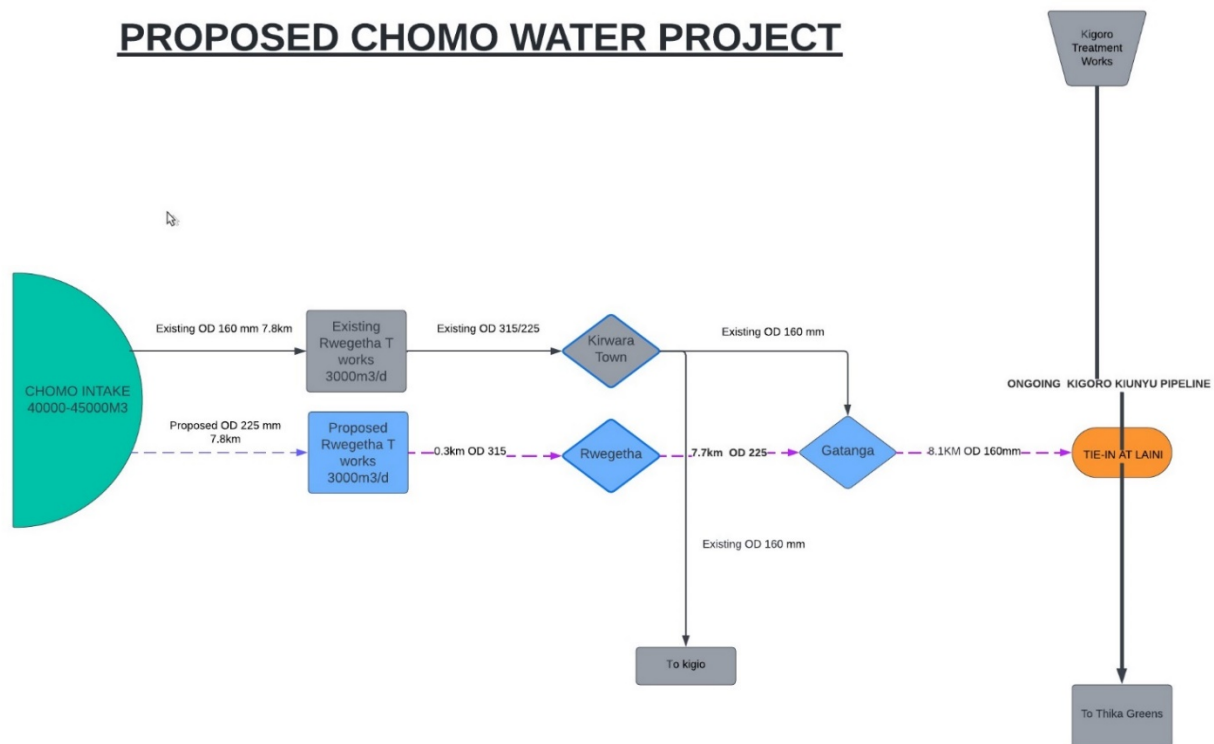 PROPOSED CHOMO WATER PROJECT
Kigoro
Treatment
Works
Existing OD 160 mm 7.8km
Existing
Rwegetha T
works
3000m3/d
Existing OD 315/225
Kirwara
Town
Existing OD 160 mm
CHOMO INTAKE
40000-45000M3
ONGOING KIGORO KIUNYU PIPELINE
Proposed OD 225 mm
7.8km
Proposed
Rwegetha T
works
3000m3/d
0.3km OD 315
Rwegetha
7.7km OD 225
Gatanga
8.1KM OD 160mm
TIE-IN AT LAINI
Existing OD 160 mm
To kigio
To Thika Greens